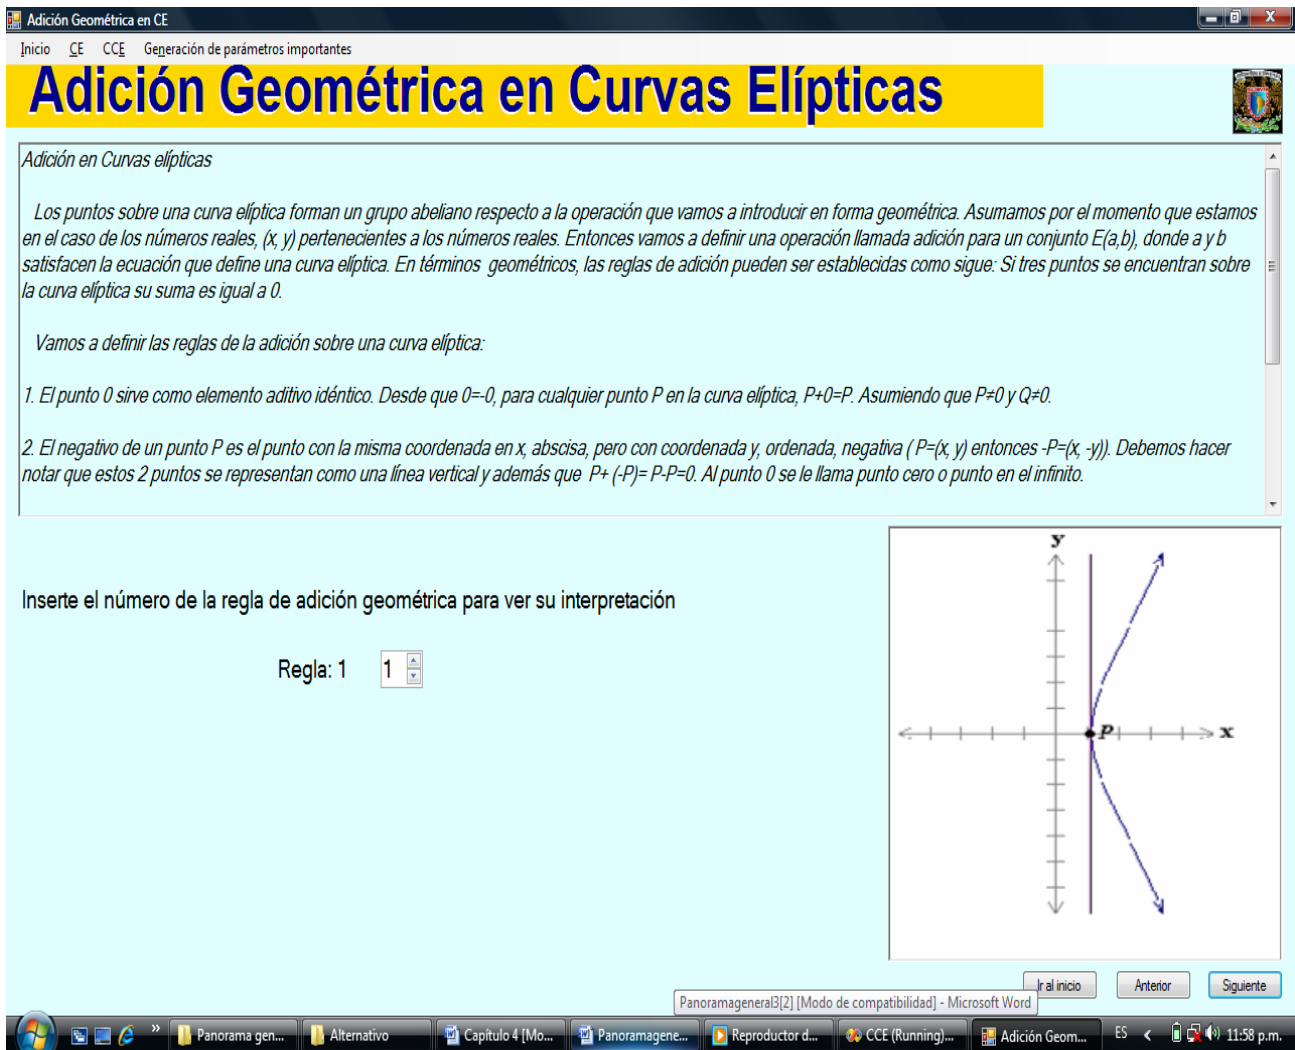 Adición Geométrica en CE
Inicio CE CCE Generación de parámetros importantes
Adición Geométrica en Curvas Elípticas
Adición en Curvas elípticas
Los puntos sobre una curva elíptica forman un grupo abeliano respecto a la operación que vamos a introducir en forma geométrica. Asumamos por el momento que estamos
en el caso de los números reales, (x, y) pertenecientes a los números reales. Entonces vamos a definir una operación llamada adición para un conjunto E(a,b), donde a y b
satisfacen la ecuación que define una curva elíptica. En términos geométricos, las reglas de adición pueden ser establecidas como sigue: Si tres puntos se encuentran sobre
la curva elíptica su suma es igual a 0.
Vamos a definir las reglas de la adición sobre una curva elíptica:
1. El punto 0 sirve como elemento aditivo idéntico. Desde que 0=-0, para cualquier punto P en la curva elíptica, P+0=P. Asumiendo que P≠0 y Q≠0.
2. El negativo de un punto P es el punto con la misma coordenada en x, abscisa, pero con coordenada y, ordenada, negativa ( P=(x, y) entonces -P=(x, -y)). Debemos hacer
notar que estos 2 puntos se representan como una línea vertical y además que P+ (-P)= P-P=0. Al punto 0 se le llama punto cero o punto en el infinito.
Inserte el número de la regla de adición geométrica para ver su interpretación
Regla: 1 1
y
P
x
Ir al inicio Anterior Siguiente
Panoramageneral3[2] [Modo de compatibilidad] - Microsoft Word
» Panorama gen... Alternativo Capítulo 4 [Mo... Panoramagene... Reproductor d... CCE (Running)... Adición Geom... ES 11:58 p.m.